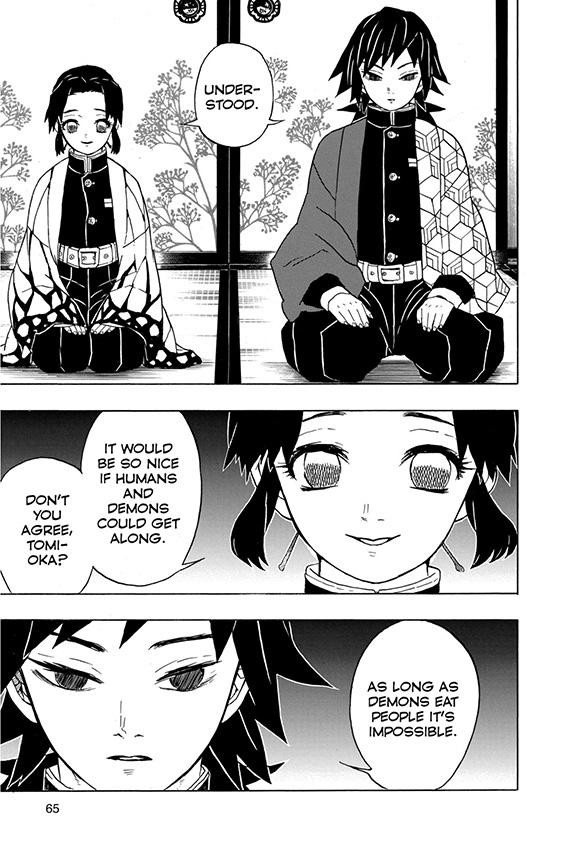 UNDER-
STOOD.
IT WOULD
BE SO NICE
IF HUMANS
AND
DEMONS
COULD GET
ALONG.
DON'T
YOU
AGREE,
TOMI-
OKA?
AS LONG AS
DEMONS EAT
PEOPLE IT'S
IMPOSSIBLE.
65